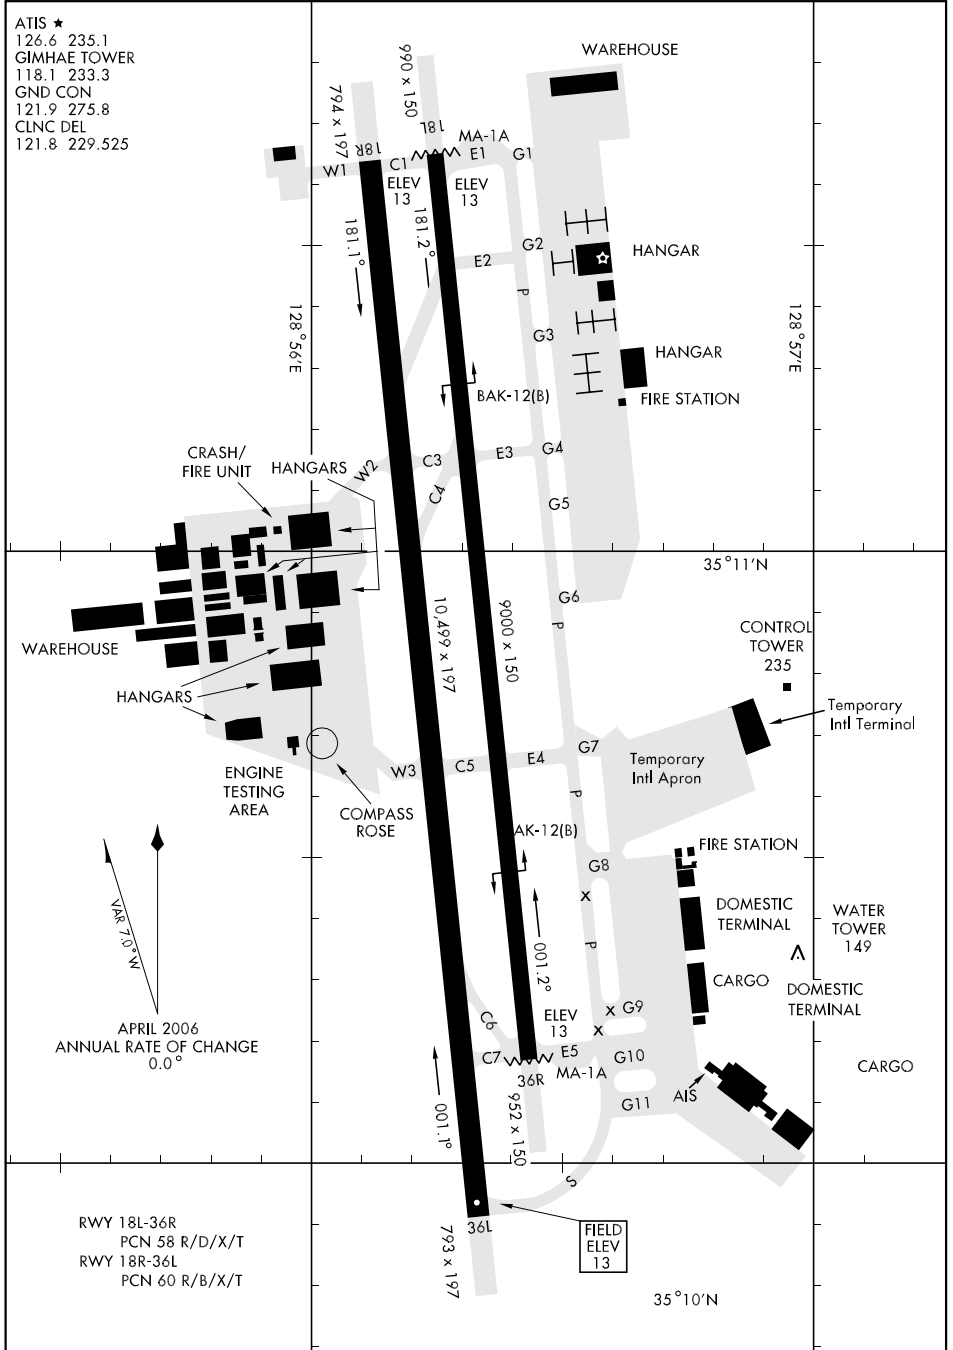 ATIS ★
126.6 235.1
GIMHAE TOWER
118.1 233.3
GND CON
121.9 275.8
CLNC DEL
121.8 229.525
WAREHOUSE
990 x 150
794 x 197
18L
18R
MA-1A
W1
C1
E1
G1
ELEV
13
ELEV
13
181.1°
181.2°
G2
E2
HANGAR
P
128°56'E
128°57'E
G3
HANGAR
BAK-12(B)
FIRE STATION
CRASH/
FIRE UNIT
HANGARS
W2
C3
E3
G4
C4
G5
35°11'N
G6
P
10,499 x 197
9000 x 150
CONTROL
TOWER
235
WAREHOUSE
HANGARS
Temporary
Intl Terminal
G7
Temporary
Intl Apron
W3
C5
E4
ENGINE
TESTING
AREA
COMPASS
ROSE
P
AK-12(B)
FIRE STATION
G8
X
DOMESTIC
TERMINAL
WATER
TOWER
149
VAR 7.0°W
P
001.2°
CARGO
DOMESTIC
TERMINAL
X
G9
C6
ELEV
13
X
APRIL 2006
ANNUAL RATE OF CHANGE
0.0°
C7
E5
G10
36R
MA-1A
CARGO
AIS
G11
001.1°
952 x 150
S
36L
FIELD
ELEV
13
793 x 197
RWY 18L-36R
PCN 58 R/D/X/T
RWY 18R-36L
PCN 60 R/B/X/T
35°10'N